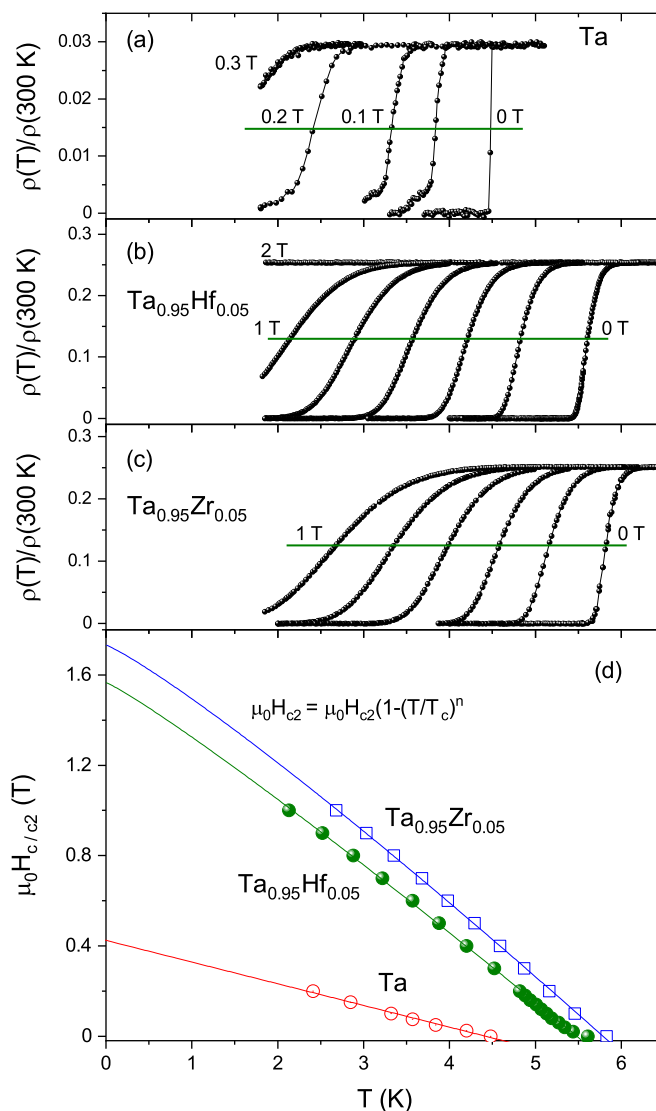 (a)
Ta
0.03
0.02
0.01
0
0.3 T
0.2 T
0.1 T
0 T
ρ(T)/ρ(300 K)
(b)
0.3
0.2
0.1
0
2 T
Ta0.95Hf0.05
1 T
0 T
ρ(T)/ρ(300 K)
(c)
0.3
0.2
0.1
0
Ta0.95Zr0.05
1 T
0 T
ρ(T)/ρ(300 K)
(d)
1.6
1.2
0.8
0.4
0
μ0Hc2 = μ0Hc2(1-(T/Tc)^n
Ta0.95Zr0.05
Ta0.95Hf0.05
Ta
μ0Hc/c2 (T)
0 1 2 3 4 5 6
T (K)